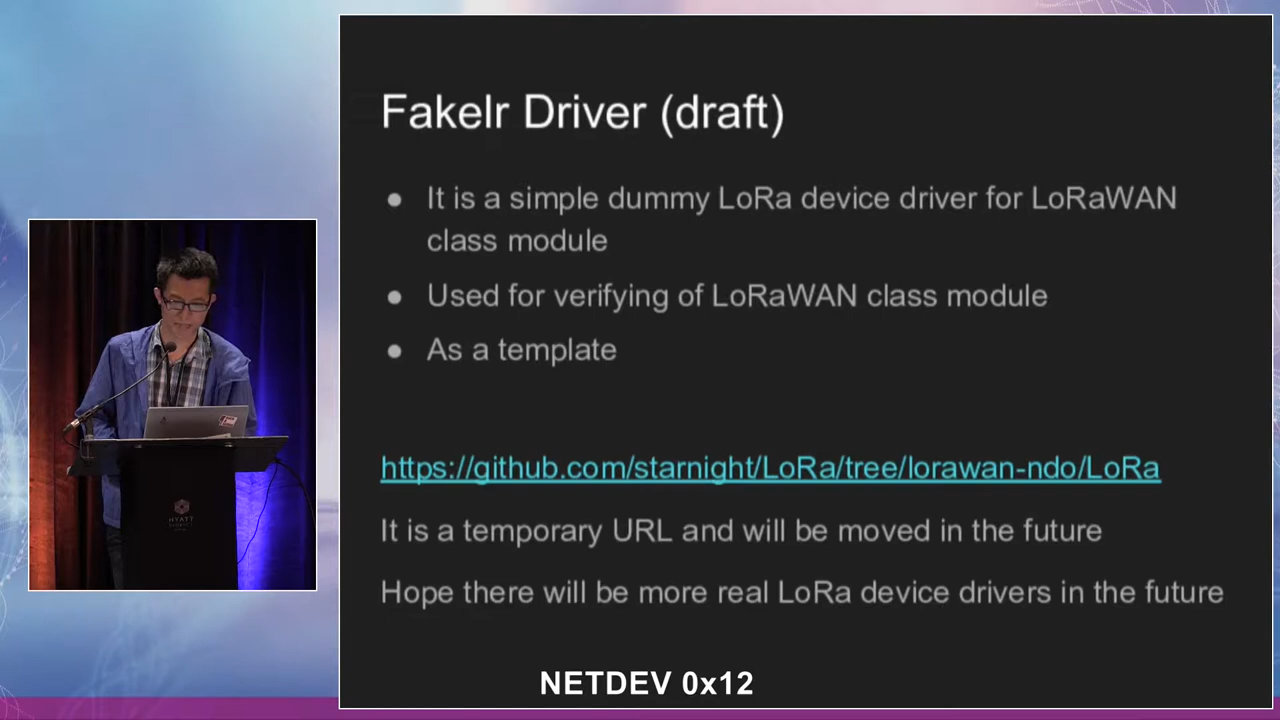 Fakelr Driver (draft)
● It is a simple dummy LoRa device driver for LoRaWAN
class module
● Used for verifying of LoRaWAN class module
● As a template
https://github.com/starnight/LoRa/tree/lorawan-ndo/LoRa
It is a temporary URL and will be moved in the future
Hope there will be more real LoRa device drivers in the future
NETDEV 0x12
HYATT